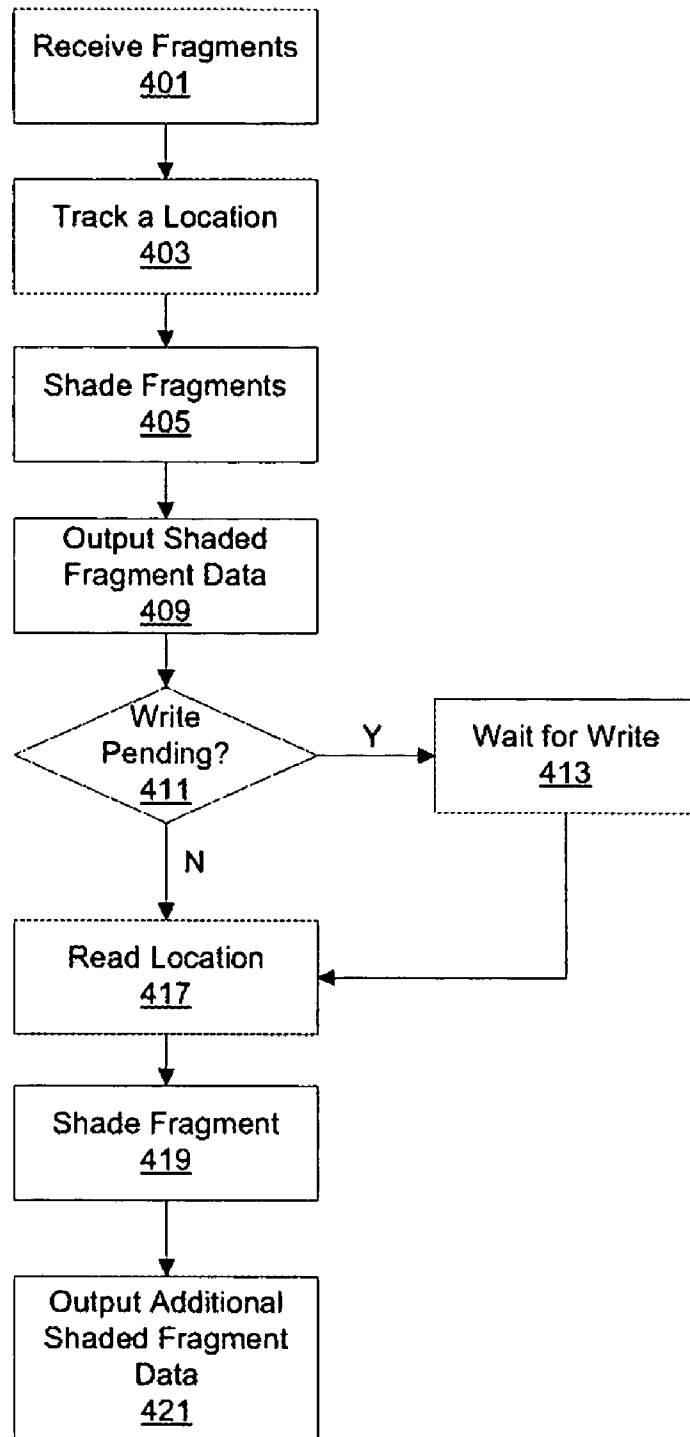 Receive Fragments
401
Track a Location
403
Shade Fragments
405
Output Shaded
Fragment Data
409
Write
Pending?
411
Y
Wait for Write
413
N
Read Location
417
Shade Fragment
419
Output Additional
Shaded Fragment
Data
421